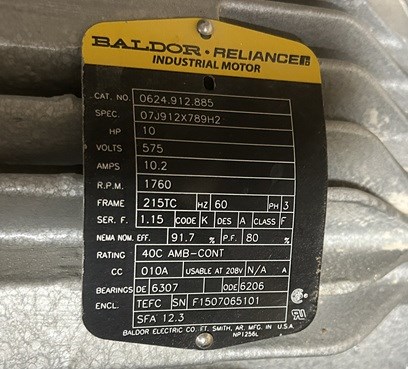 BALDOR · RELIANCE
INDUSTRIAL MOTOR
CAT. NO. 0624.912.885
SPEC. 07J912X789H2
HP 10
VOLTS 575
AMPS 10.2
R.P.M. 1760
FRAME 215TC HZ 60 PH 3
SER. F. 1.15 CODE K DES A CLASS F
NEMA NOM. EFF. 91.7 % P.F. 80 %
RATING 40C AMB-CONT
CC 010A USABLE AT 208V N/A A
BEARINGS DE 6307 ODE 6206
ENCL. TEFC SN F1507065101
SFA 12.3
BALDOR ELECTRIC CO. FT. SMITH, AR. MFG. IN U.S.A.
NP1256L